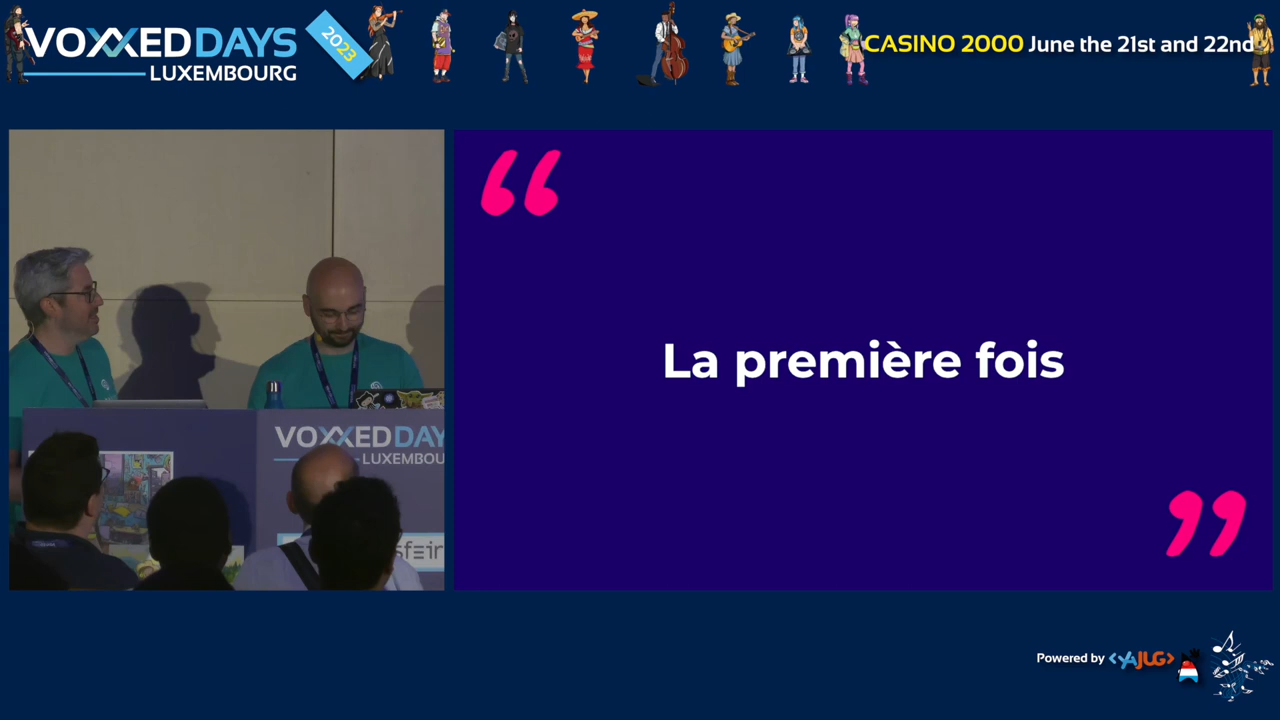 VOXXED DAYS
LUXEMBOURG
2023
CASINO 2000 June the 21st and 22nd
“
La première fois
”
VOXXED DAY
LUXEMBOU
sfeir
Powered by <YAJUG>